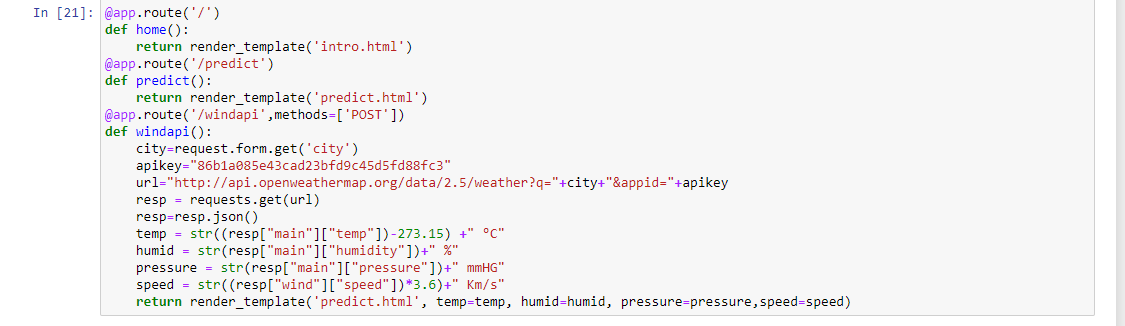 In [21]: @app.route('/')
def home():
    return render_template('intro.html')
@app.route('/predict')
def predict():
    return render_template('predict.html')
@app.route('/windapi',methods=['POST'])
def windapi():
    city=request.form.get('city')
    apikey="86b1a085e43cad23bfd9c45d5fd88fc3"
    url="http://api.openweathermap.org/data/2.5/weather?q="+city+"&appid="+apikey
    resp = requests.get(url)
    resp=resp.json()
    temp = str((resp["main"]["temp"])-273.15) +" °C"
    humid = str(resp["main"]["humidity"])+" %"
    pressure = str(resp["main"]["pressure"])+" mmHG"
    speed = str((resp["wind"]["speed"])*3.6)+" Km/s"
    return render_template('predict.html', temp=temp, humid=humid, pressure=pressure,speed=speed)